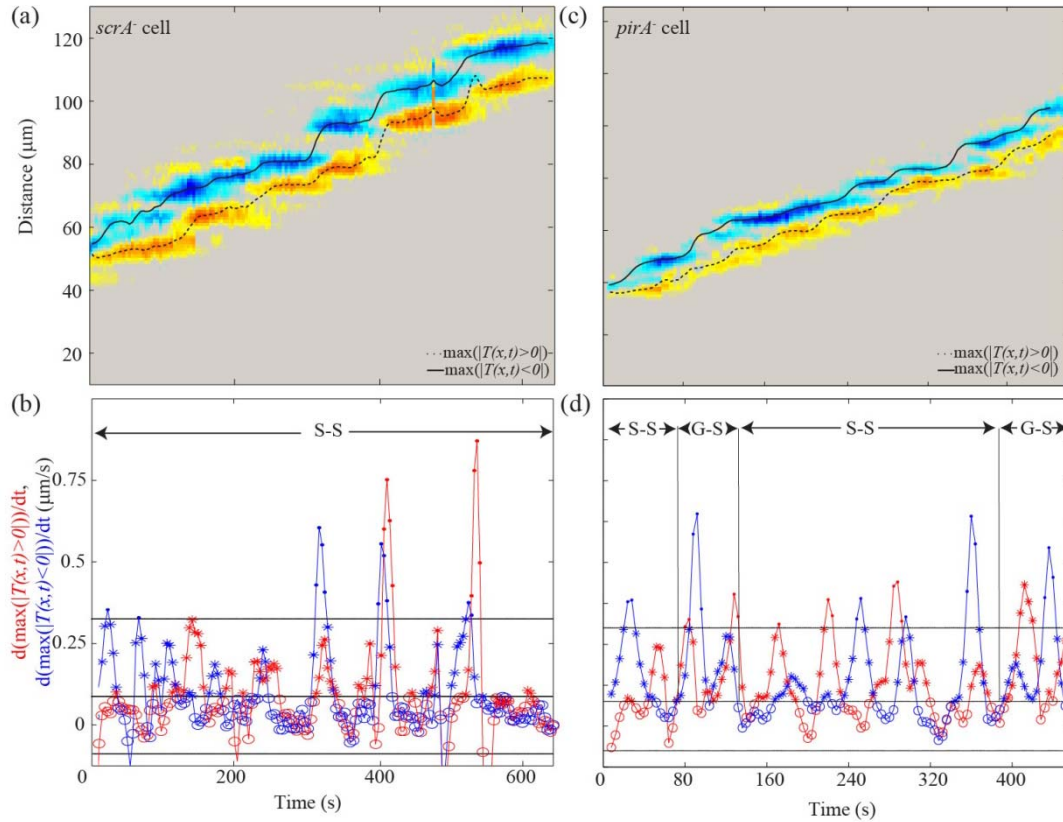 (a)
scrA⁻ cell
120
100
80
60
40
20
Distance (μm)
max(|T(x,t)>0|)
max(|T(x,t)<0|)
(c)
pirA⁻ cell
max(|T(x,t)>0|)
max(|T(x,t)<0|)
(b)
S-S
0.75
0.5
0.25
0
d(max(|T(x,t)>0|))/dt,
d(max(|T(x,t)<0|))/dt (μm/s)
0 200 400 600
Time (s)
(d)
S-S G-S S-S G-S
0 80 160 240 320 400
Time (s)